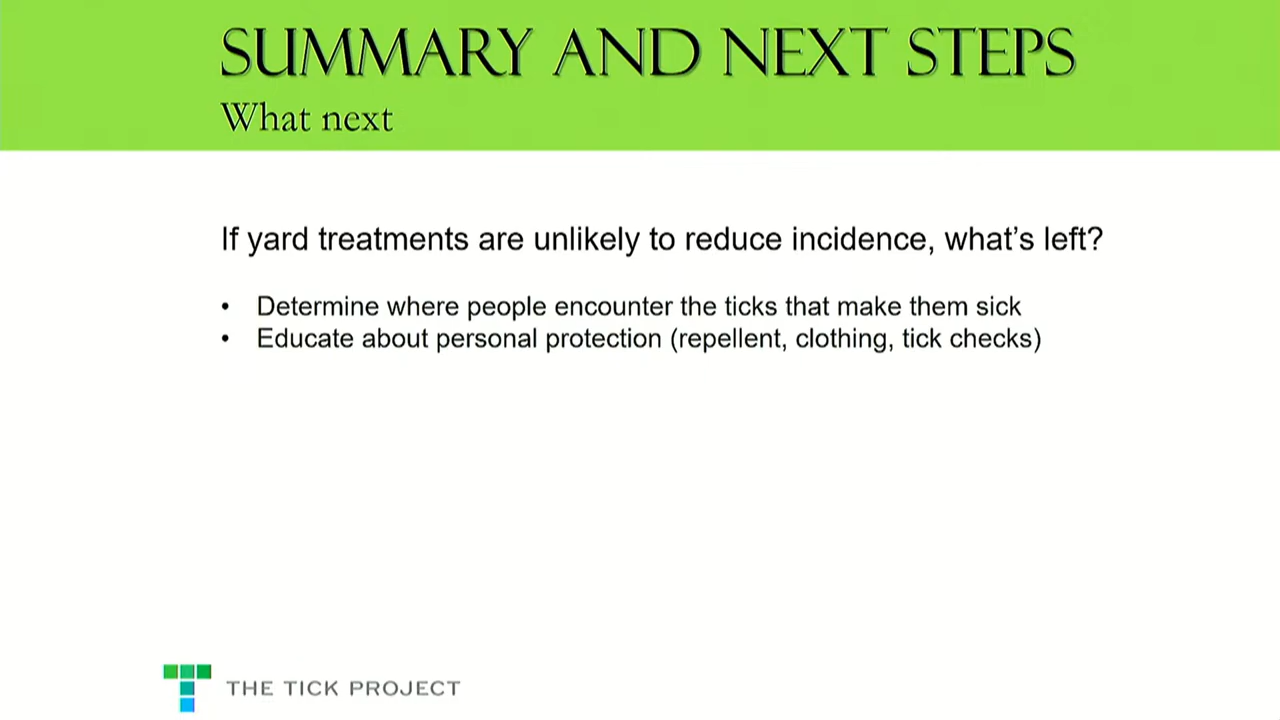 SUMMARY AND NEXT STEPS
What next
If yard treatments are unlikely to reduce incidence, what's left?
• Determine where people encounter the ticks that make them sick
• Educate about personal protection (repellent, clothing, tick checks)
THE TICK PROJECT